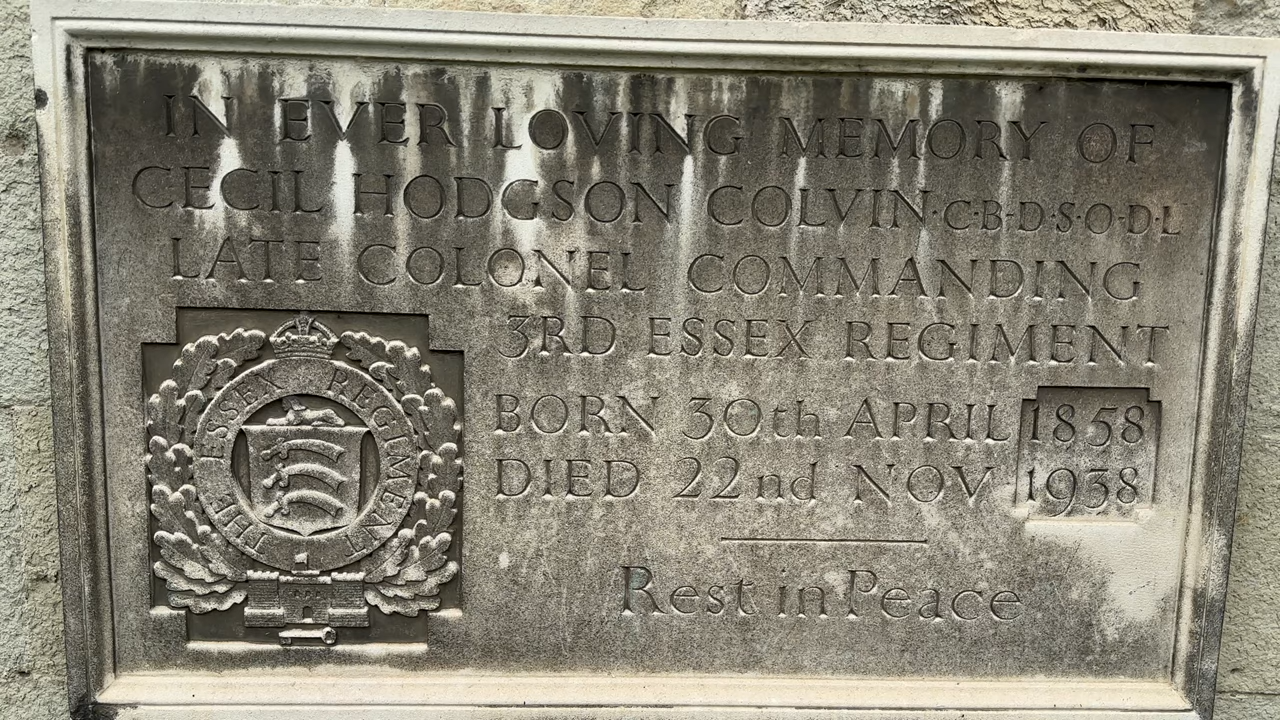 IN EVER LOVING MEMORY OF
CECIL HODGSON COLVIN·C·B·D·S·O·D·L
LATE COLONEL COMMANDING
3RD ESSEX REGIMENT
THE ESSEX REGIMENT
BORN 30th APRIL 1858
DIED 22nd NOV 1938
Rest in Peace